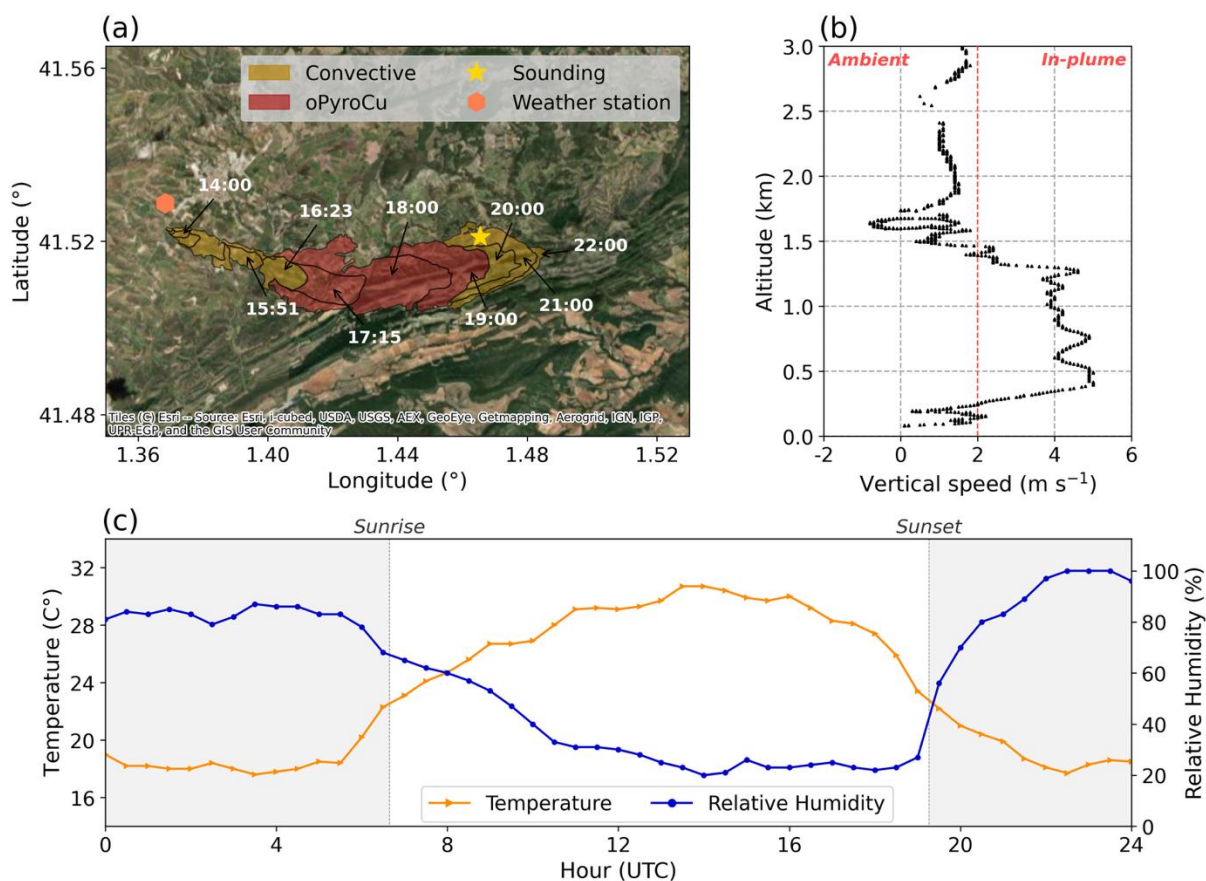 (a)
41.56
41.52
41.48
Latitude (°)
Convective
oPyroCu
Sounding
Weather station
14:00
16:23
18:00
20:00
22:00
15:51
17:15
19:00
21:00
Tiles (C) Esri -- Source: Esri, i-cubed, USDA, USGS, AEX, GeoEye, Getmapping, Aerogrid, IGN, IGP,
UPR-EGP, and the GIS User Community
1.36 1.40 1.44 1.48 1.52
Longitude (°)
(b)
Ambient In-plume
3.0
2.5
2.0
1.5
1.0
0.5
0.0
Altitude (km)
-2 0 2 4 6
Vertical speed (m s⁻¹)
(c)
Sunrise Sunset
32
28
24
20
16
Temperature (C°)
100
80
60
40
20
0
Relative Humidity (%)
Temperature Relative Humidity
0 4 8 12 16 20 24
Hour (UTC)